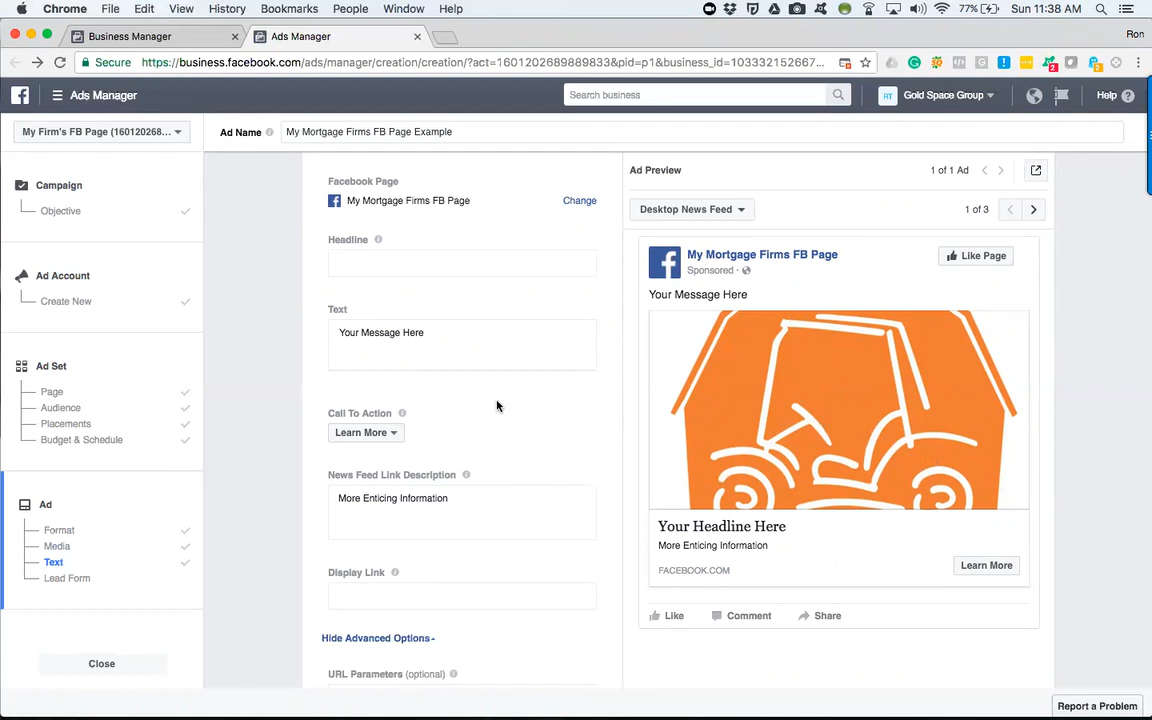 Chrome File Edit View History Bookmarks People Window Help 77% Sun 11:38 AM
Business Manager × Ads Manager × Ron
Secure https://business.facebook.com/ads/manager/creation/creation/?act=1601202689889833&pid=p1&business_id=1033332152667...
Ads Manager Search business Gold Space Group Help
My Firm's FB Page (160120268... Ad Name My Mortgage Firms FB Page Example
Campaign
Objective
Ad Account
Create New
Ad Set
Page
Audience
Placements
Budget & Schedule
Ad
Format
Media
Text
Lead Form
Close
Facebook Page
My Mortgage Firms FB Page Change
Headline
Text
Your Message Here
Call To Action
Learn More
News Feed Link Description
More Enticing Information
Display Link
Hide Advanced Options
URL Parameters (optional)
Ad Preview 1 of 1 Ad
Desktop News Feed 1 of 3
My Mortgage Firms FB Page Like Page
Sponsored ·
Your Message Here
Your Headline Here
More Enticing Information
FACEBOOK.COM Learn More
Like Comment Share
Report a Problem